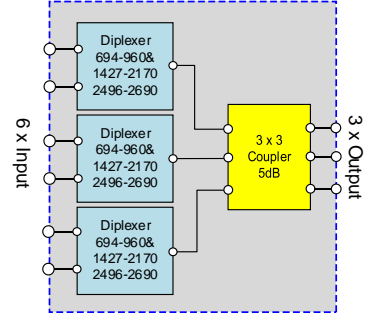 Diplexer
694-960&
1427-2170
2496-2690
Diplexer
694-960&
1427-2170
2496-2690
Diplexer
694-960&
1427-2170
2496-2690
6 x Input
3 x 3
Coupler
5dB
3 x Output